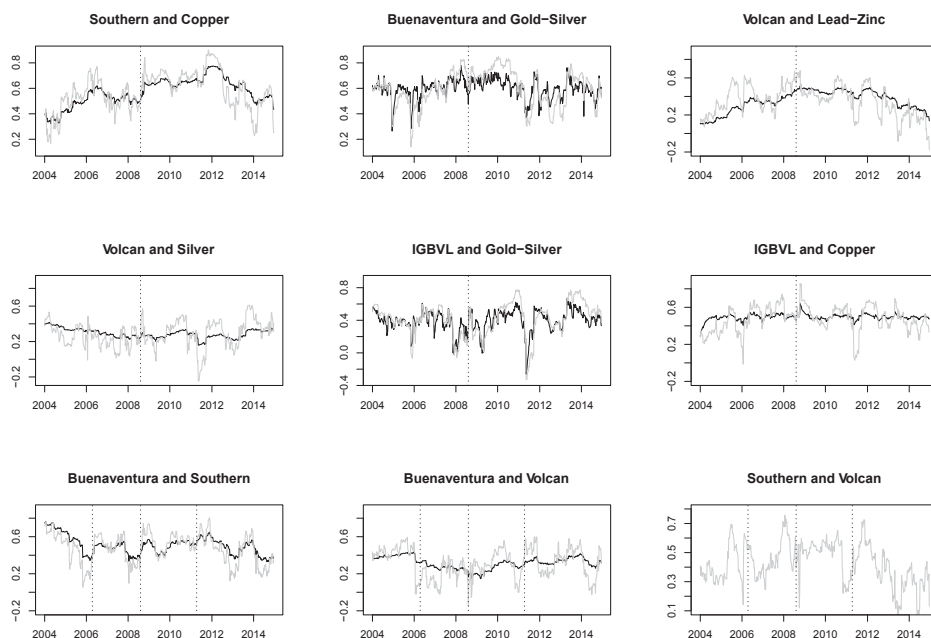 Southern and Copper
Buenaventura and Gold−Silver
Volcan and Lead−Zinc
0.8
0.6
0.4
0.2
0.8
0.6
0.4
0.2
0.6
0.2
−0.2
2004 2006 2008 2010 2012 2014
2004 2006 2008 2010 2012 2014
2004 2006 2008 2010 2012 2014
Volcan and Silver
IGBVL and Gold−Silver
IGBVL and Copper
0.6
0.2
−0.2
0.8
0.4
0.0
−0.4
0.6
0.2
−0.2
2004 2006 2008 2010 2012 2014
2004 2006 2008 2010 2012 2014
2004 2006 2008 2010 2012 2014
Buenaventura and Southern
Buenaventura and Volcan
Southern and Volcan
0.6
0.2
−0.2
0.6
0.2
−0.2
0.7
0.5
0.3
0.1
2004 2006 2008 2010 2012 2014
2004 2006 2008 2010 2012 2014
2004 2006 2008 2010 2012 2014